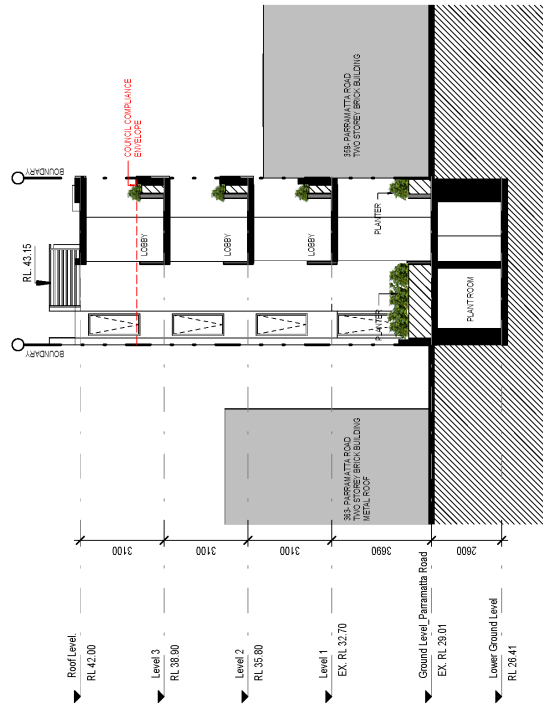 BOUNDARY
RL. 43.15
BOUNDARY
COUNCIL COMPLIANCE
ENVELOPE
LOBBY
LOBBY
LOBBY
359- PARRAMATTA ROAD
TWO STOREY BRICK BUILDING
PLANTER
PLANTER
PLANT ROOM
363- PARRAMATTA ROAD
TWO STOREY BRICK BUILDING
METAL ROOF
3100
3100
3100
3690
2600
Roof Level.
RL 42.00
Level 3
RL 38.90
Level 2
RL 35.80
Level 1
EX. RL 32.70
Ground Level_Parramatta Road
EX. RL 29.01
Lower Ground Level
RL 26.41